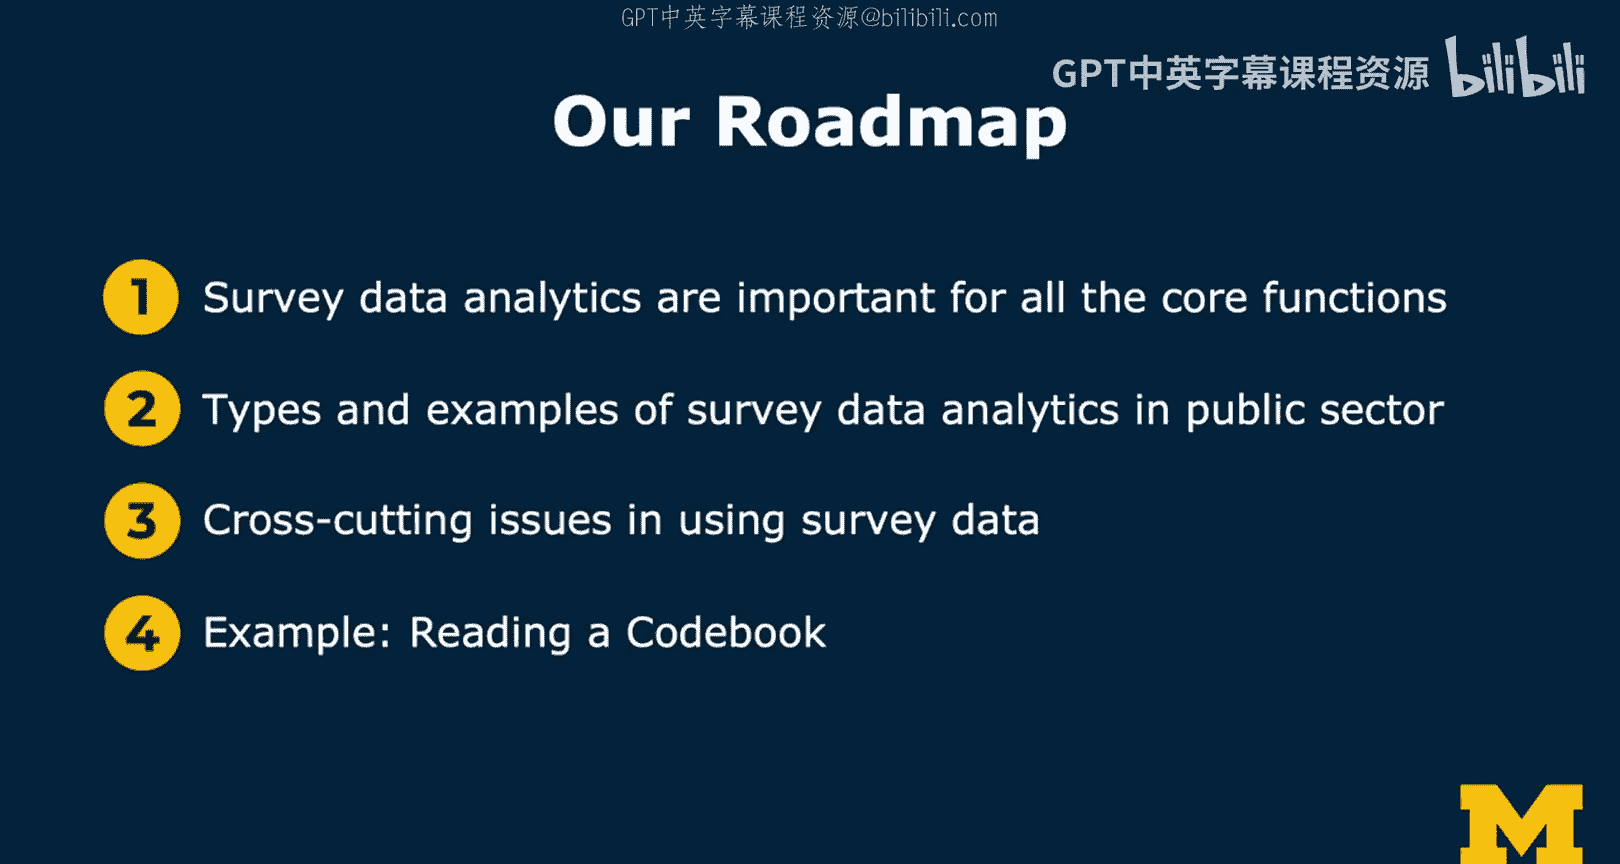 GPT中英字幕课程资源@bilibili.com
GPT中英字幕课程资源 bilibili
Our Roadmap
1 Survey data analytics are important for all the core functions
2 Types and examples of survey data analytics in public sector
3 Cross-cutting issues in using survey data
4 Example: Reading a Codebook
M